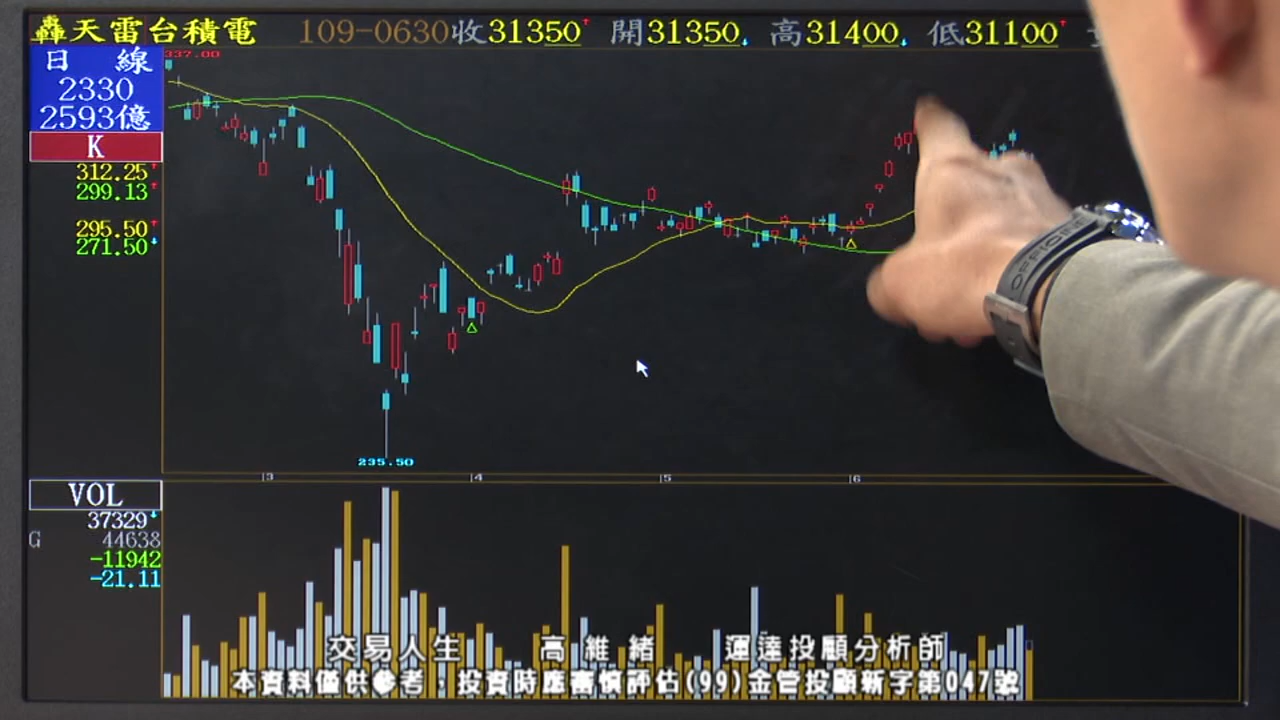 轟天雷台積電 109-0630收31350 開31350 高31400 低31100
日 線
2330
2593億
K
337.00
312.25
299.13
295.50
271.50
235.50
3 4 5 6
VOL
37329
G 44638
-11942
-21.11
OFFICINE
交易人生 高維緒 運達投顧分析師
本資料僅供參考，投資時應審慎評估(99)金管投顧新字第047號